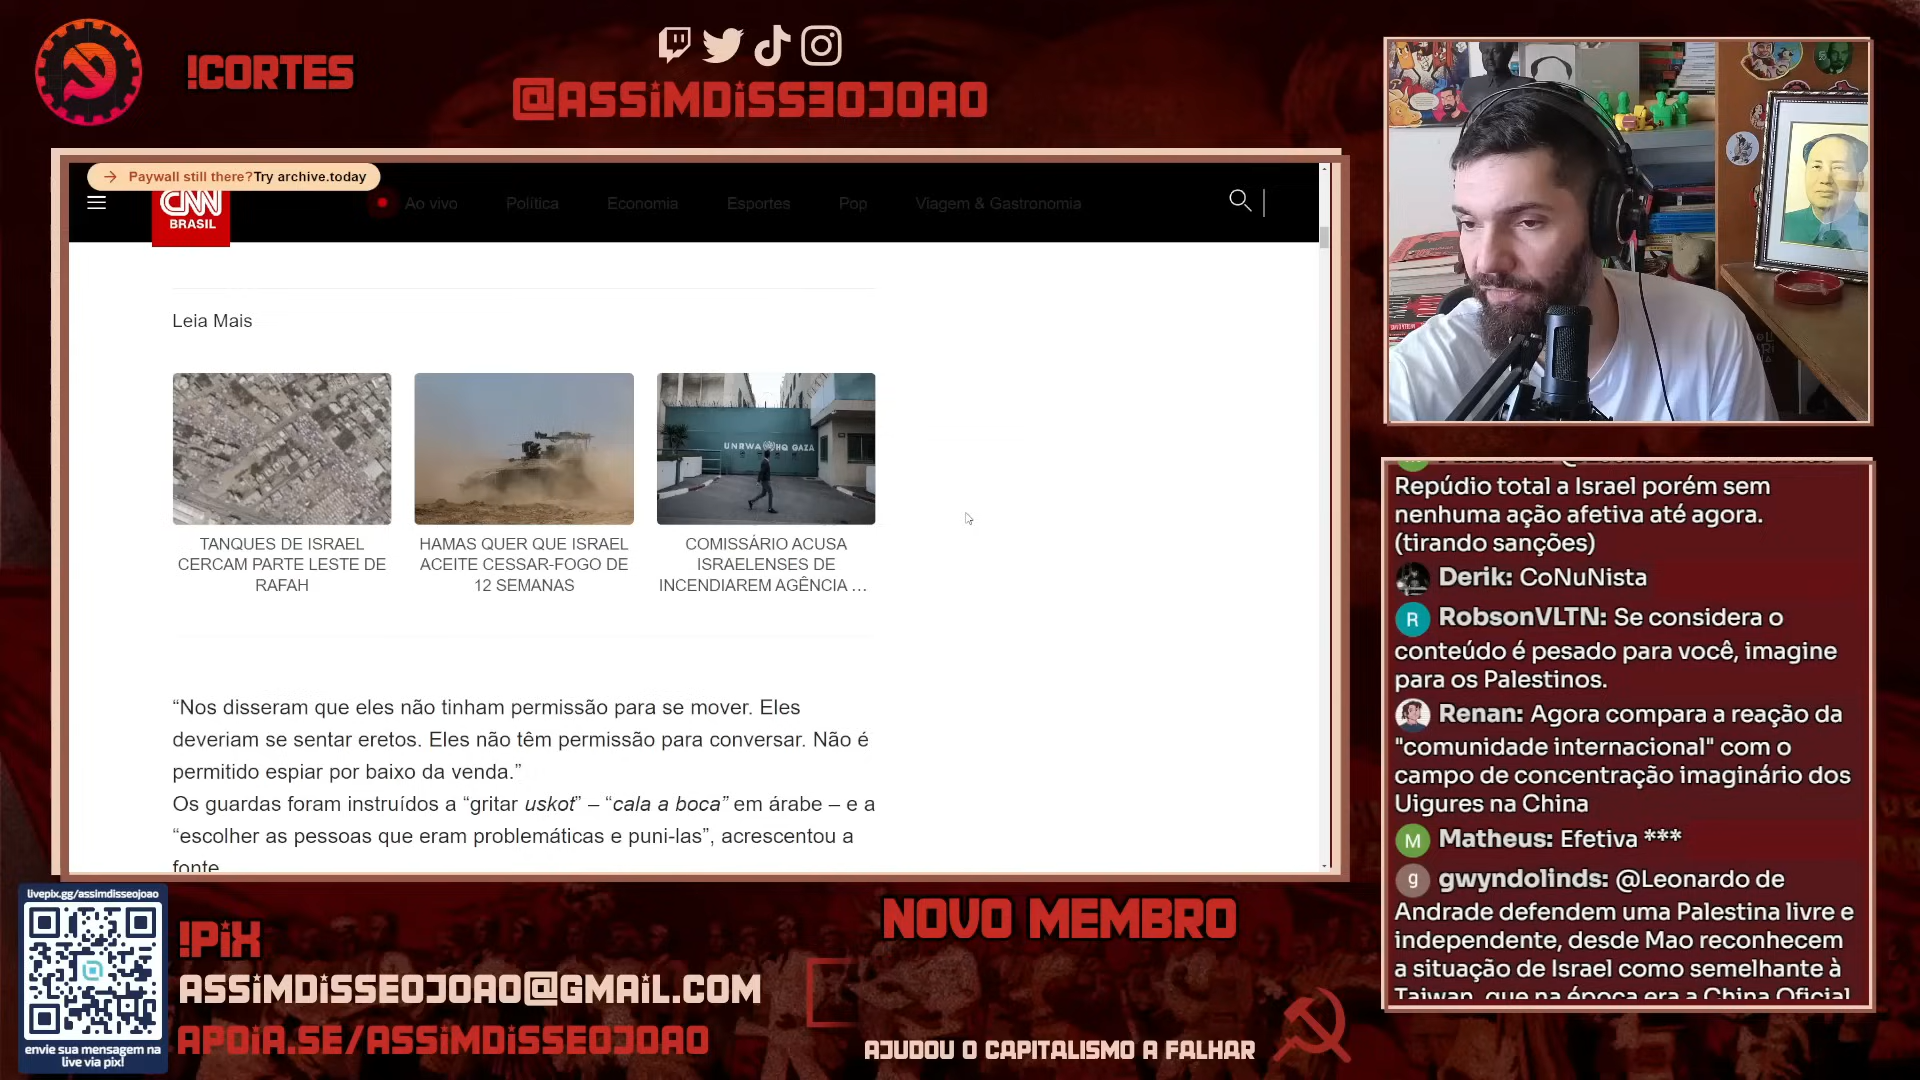 !CORTES
@ASSIMDISSEOJOAO
Paywall still there? Try archive.today
CNN
BRASIL
Ao vivo
Política
Economia
Esportes
Pop
Viagem & Gastronomia
Leia Mais
UNRWA HQ GAZA
TANQUES DE ISRAEL
CERCAM PARTE LESTE DE
RAFAH
HAMAS QUER QUE ISRAEL
ACEITE CESSAR-FOGO DE
12 SEMANAS
COMISSÁRIO ACUSA
ISRAELENSES DE
INCENDIAREM AGÊNCIA …
“Nos disseram que eles não tinham permissão para se mover. Eles
deveriam se sentar eretos. Eles não têm permissão para conversar. Não é
permitido espiar por baixo da venda.”
Os guardas foram instruídos a “gritar uskot” – “cala a boca” em árabe – e a
“escolher as pessoas que eram problemáticas e puni-las”, acrescentou a
fonte
Repúdio total a Israel porém sem
nenhuma ação afetiva até agora.
(tirando sanções)
Derik: CoNuNista
R RobsonVLTN: Se considera o
conteúdo é pesado para você, imagine
para os Palestinos.
Renan: Agora compara a reação da
"comunidade internacional" com o
campo de concentração imaginário dos
Uigures na China
M Matheus: Efetiva ***
g gwyndolinds: @Leonardo de
Andrade defendem uma Palestina livre e
independente, desde Mao reconhecem
a situação de Israel como semelhante à
Taiwan, que na época era a China Oficial
livepix.gg/assimdisseojoao
envie sua mensagem na
live via pix!
!PIX
ASSIMDISSEOJOAO@GMAIL.COM
APOIA.SE/ASSIMDISSEOJOAO
NOVO MEMBRO
AJUDOU O CAPITALISMO A FALHAR